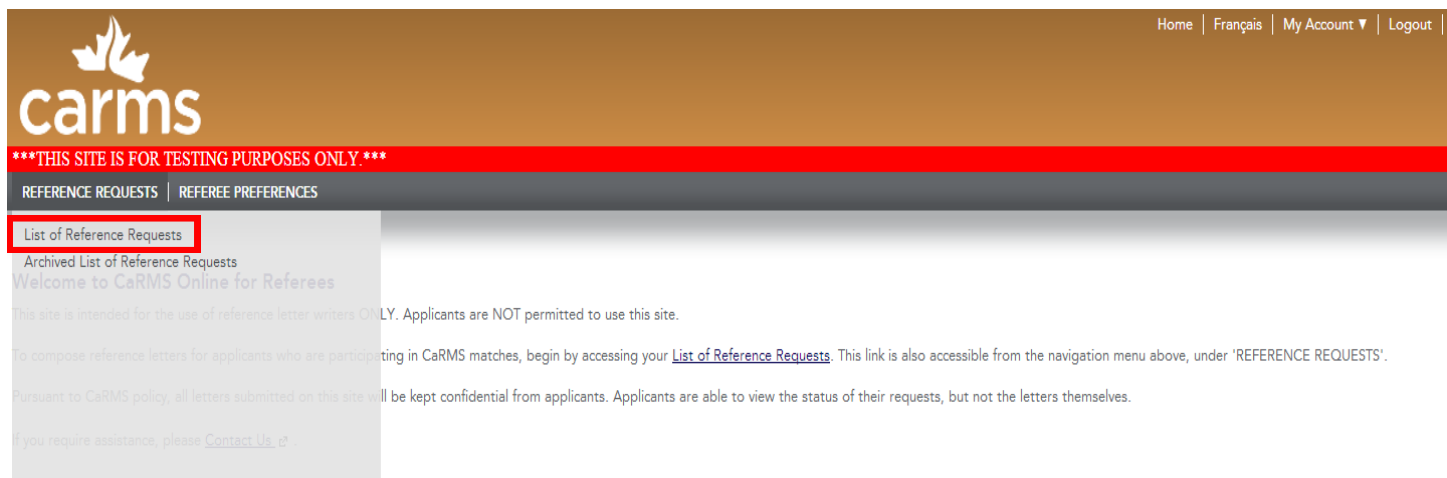 Home | Français | My Account ▼ | Logout |
carms
***THIS SITE IS FOR TESTING PURPOSES ONLY.***
REFERENCE REQUESTS | REFEREE PREFERENCES
List of Reference Requests
Archived List of Reference Requests
Welcome to CaRMS Online for Referees
This site is intended for the use of reference letter writers ONLY. Applicants are NOT permitted to use this site.
To compose reference letters for applicants who are participating in CaRMS matches, begin by accessing your List of Reference Requests. This link is also accessible from the navigation menu above, under 'REFERENCE REQUESTS'.
Pursuant to CaRMS policy, all letters submitted on this site will be kept confidential from applicants. Applicants are able to view the status of their requests, but not the letters themselves.
If you require assistance, please Contact Us